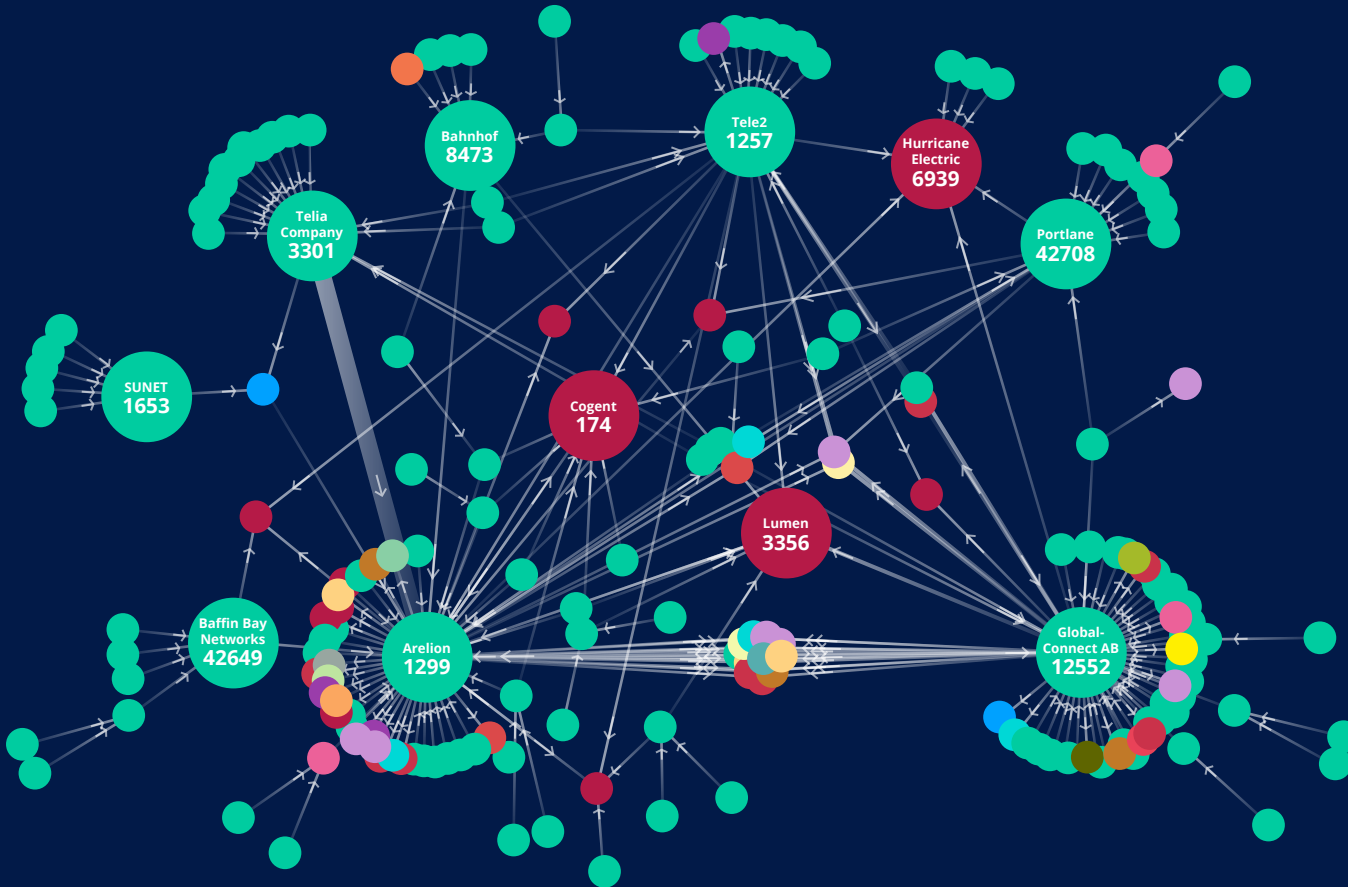 Bahnhof
8473
Tele2
1257
Hurricane
Electric
6939
Telia
Company
3301
Portlane
42708
SUNET
1653
Cogent
174
Lumen
3356
Baffin Bay
Networks
42649
Arelion
1299
Global-
Connect AB
12552